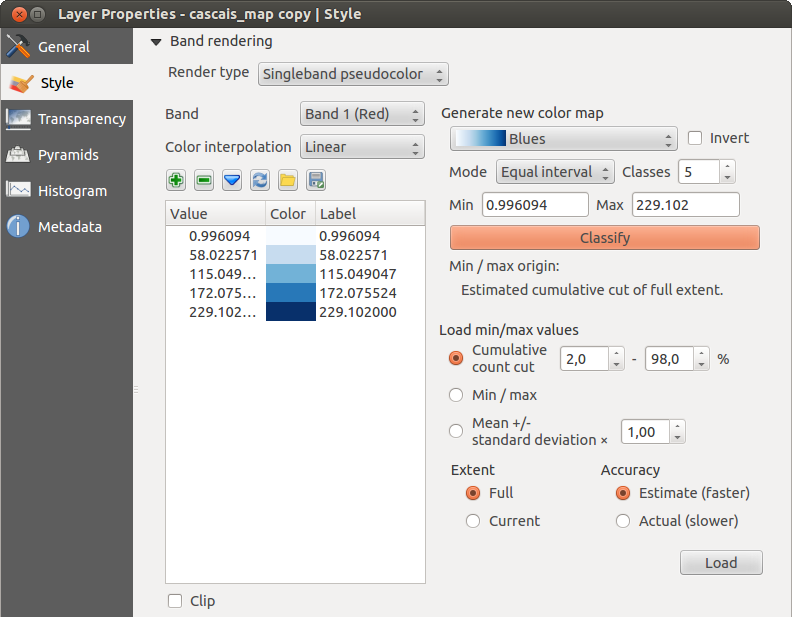 Layer Properties - cascais_map copy | Style
General
Style
Transparency
Pyramids
Histogram
Metadata
Band rendering
Render type Singleband pseudocolor
Band Band 1 (Red)
Color interpolation Linear
Value Color Label
0.996094 0.996094
58.022571 58.022571
115.049... 115.049047
172.075... 172.075524
229.102... 229.102000
Clip
Generate new color map
Blues Invert
Mode Equal interval Classes 5
Min 0.996094 Max 229.102
Classify
Min / max origin:
Estimated cumulative cut of full extent.
Load min/max values
Cumulative
count cut 2,0 - 98,0 %
Min / max
Mean +/-
standard deviation × 1,00
Extent Accuracy
Full Estimate (faster)
Current Actual (slower)
Load